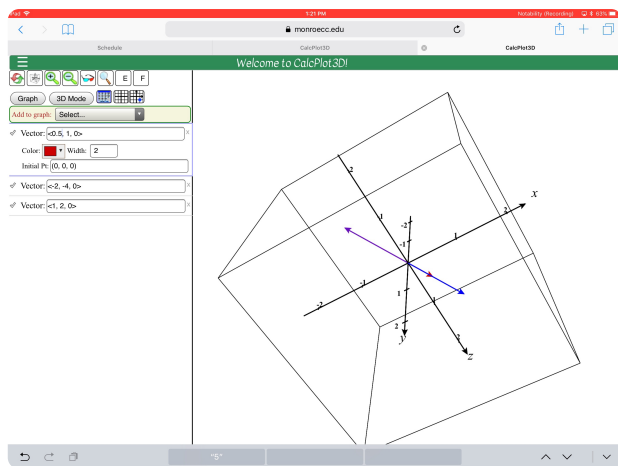 iPad 1:21 PM Notability (Recording) 63%
monroecc.edu
Schedule CalcPlot3D CalcPlot3D
Welcome to CalcPlot3D!
E F
Graph 3D Mode
Add to graph: Select...
Vector: <0.5, 1, 0> x
Color: Width: 2
Initial Pt: (0, 0, 0)
Vector: <-2, -4, 0> x
Vector: <1, 2, 0> x
-2
-2
x
2
-1
1
-1
1
-1
-2
1
1
2
y
2
z
"5"